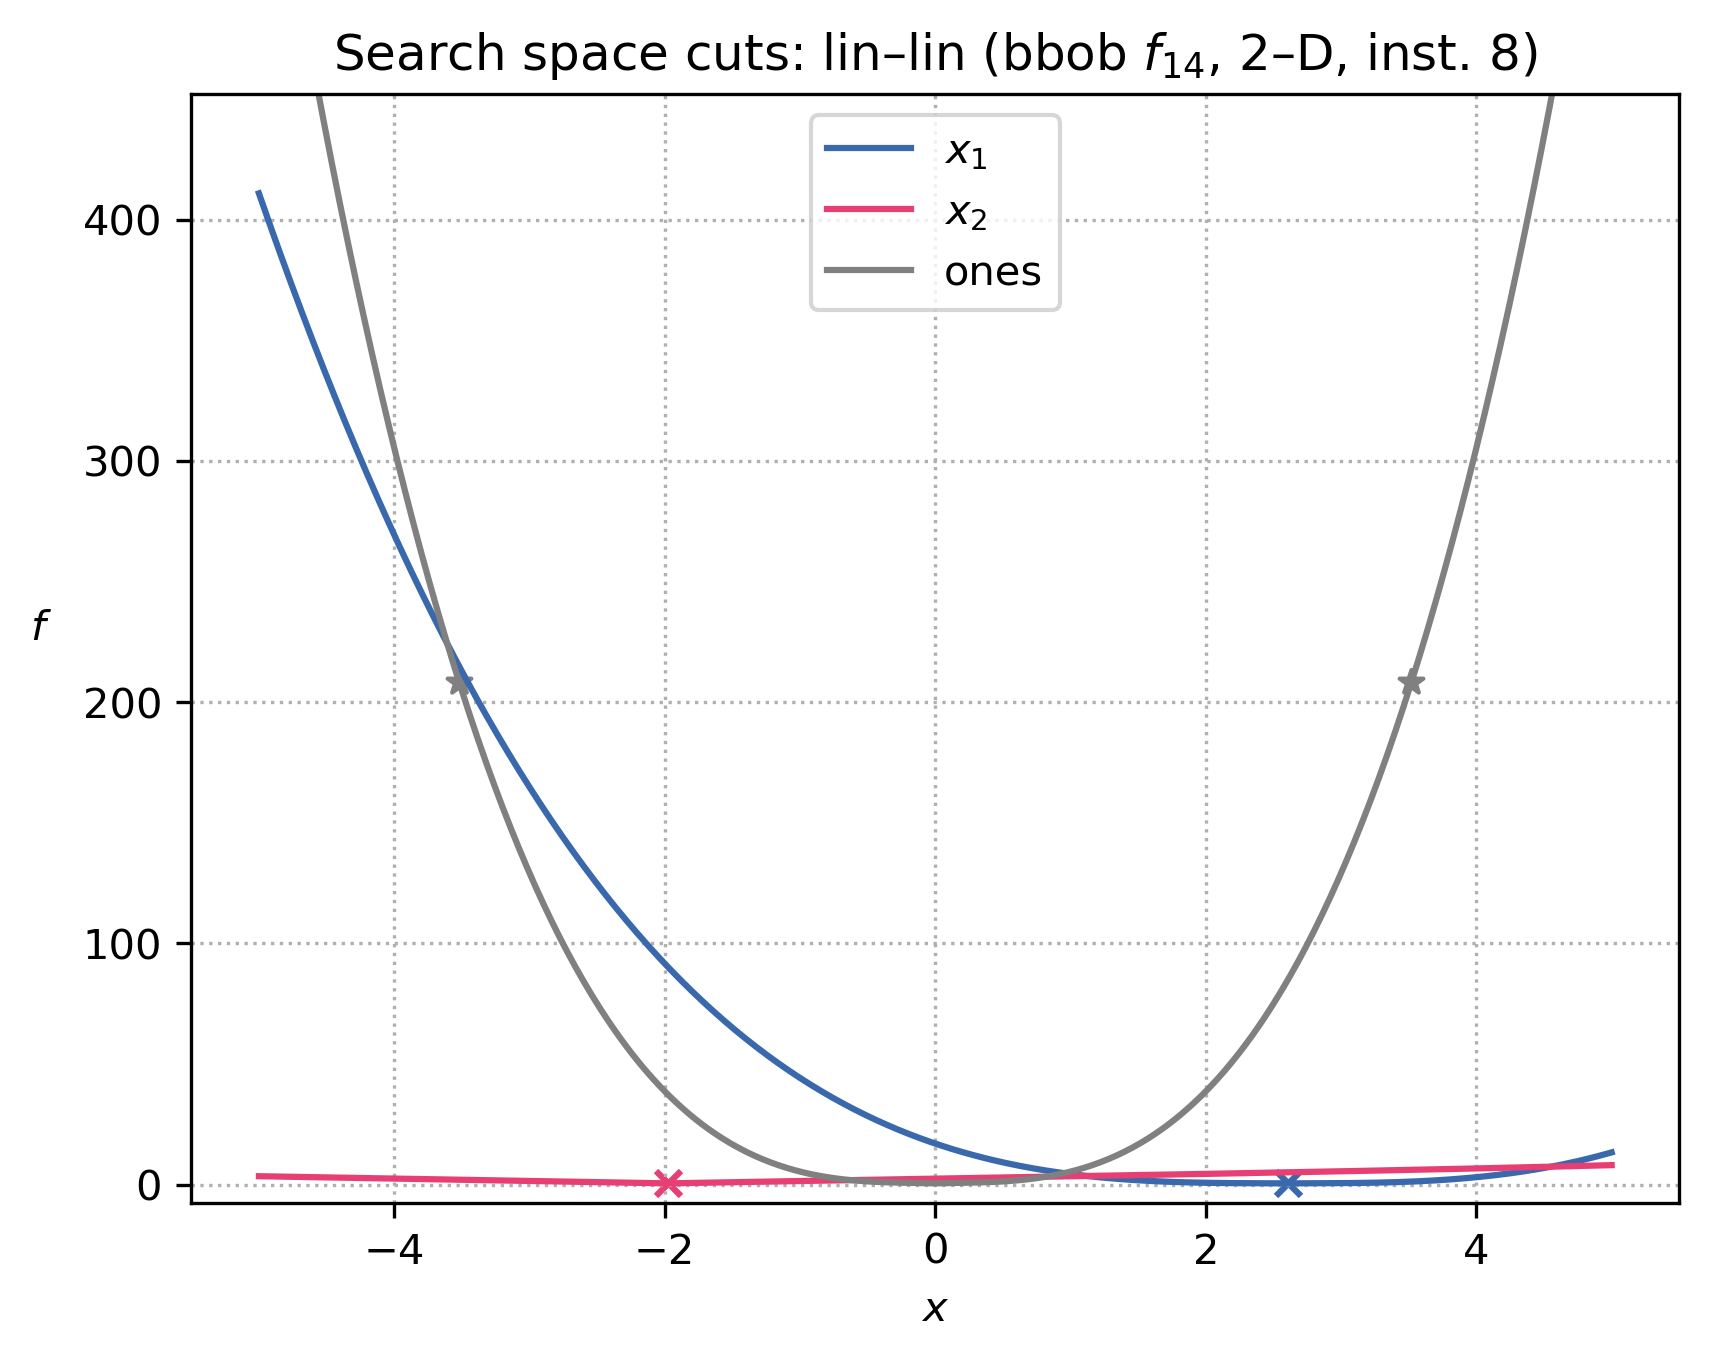 Search space cuts: lin–lin (bbob f14, 2–D, inst. 8)
x1
x2
ones
400
300
200
100
0
f
−4 −2 0 2 4
x